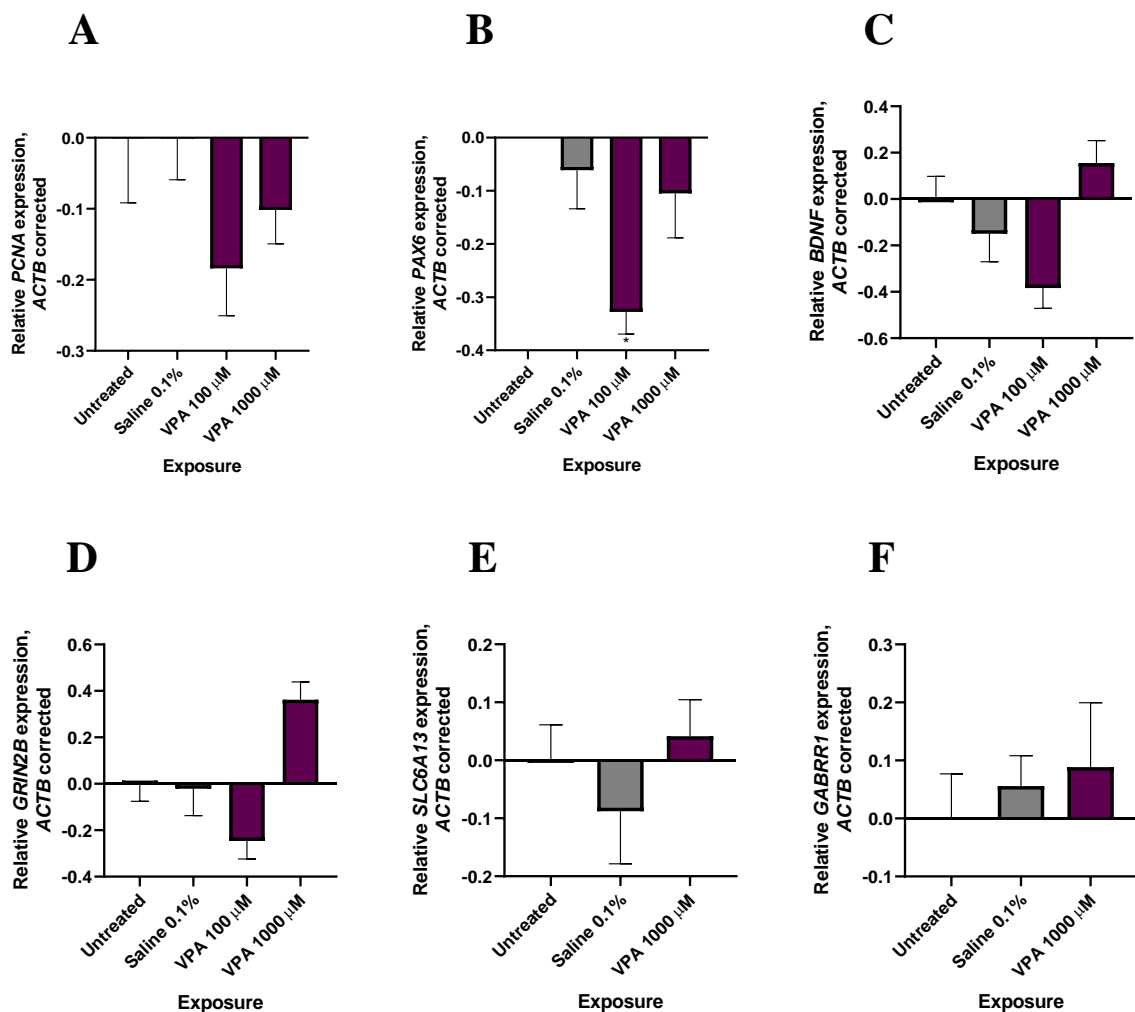 A
Relative PCNA expression,
ACTB corrected
0.0
-0.1
-0.2
-0.3
Untreated
Saline 0.1%
VPA 100 μM
VPA 1000 μM
Exposure
B
Relative PAX6 expression,
ACTB corrected
0.0
-0.1
-0.2
-0.3
-0.4
*
Untreated
Saline 0.1%
VPA 100 μM
VPA 1000 μM
Exposure
C
Relative BDNF expression,
ACTB corrected
0.4
0.2
0.0
-0.2
-0.4
-0.6
Untreated
Saline 0.1%
VPA 100 μM
VPA 1000 μM
Exposure
D
Relative GRIN2B expression,
ACTB corrected
0.6
0.4
0.2
0.0
-0.2
-0.4
Untreated
Saline 0.1%
VPA 100 μM
VPA 1000 μM
Exposure
E
Relative SLC6A13 expression,
ACTB corrected
0.2
0.1
0.0
-0.1
-0.2
Untreated
Saline 0.1%
VPA 1000 μM
Exposure
F
Relative GABRR1 expression,
ACTB corrected
0.3
0.2
0.1
0.0
-0.1
Untreated
Saline 0.1%
VPA 1000 μM
Exposure